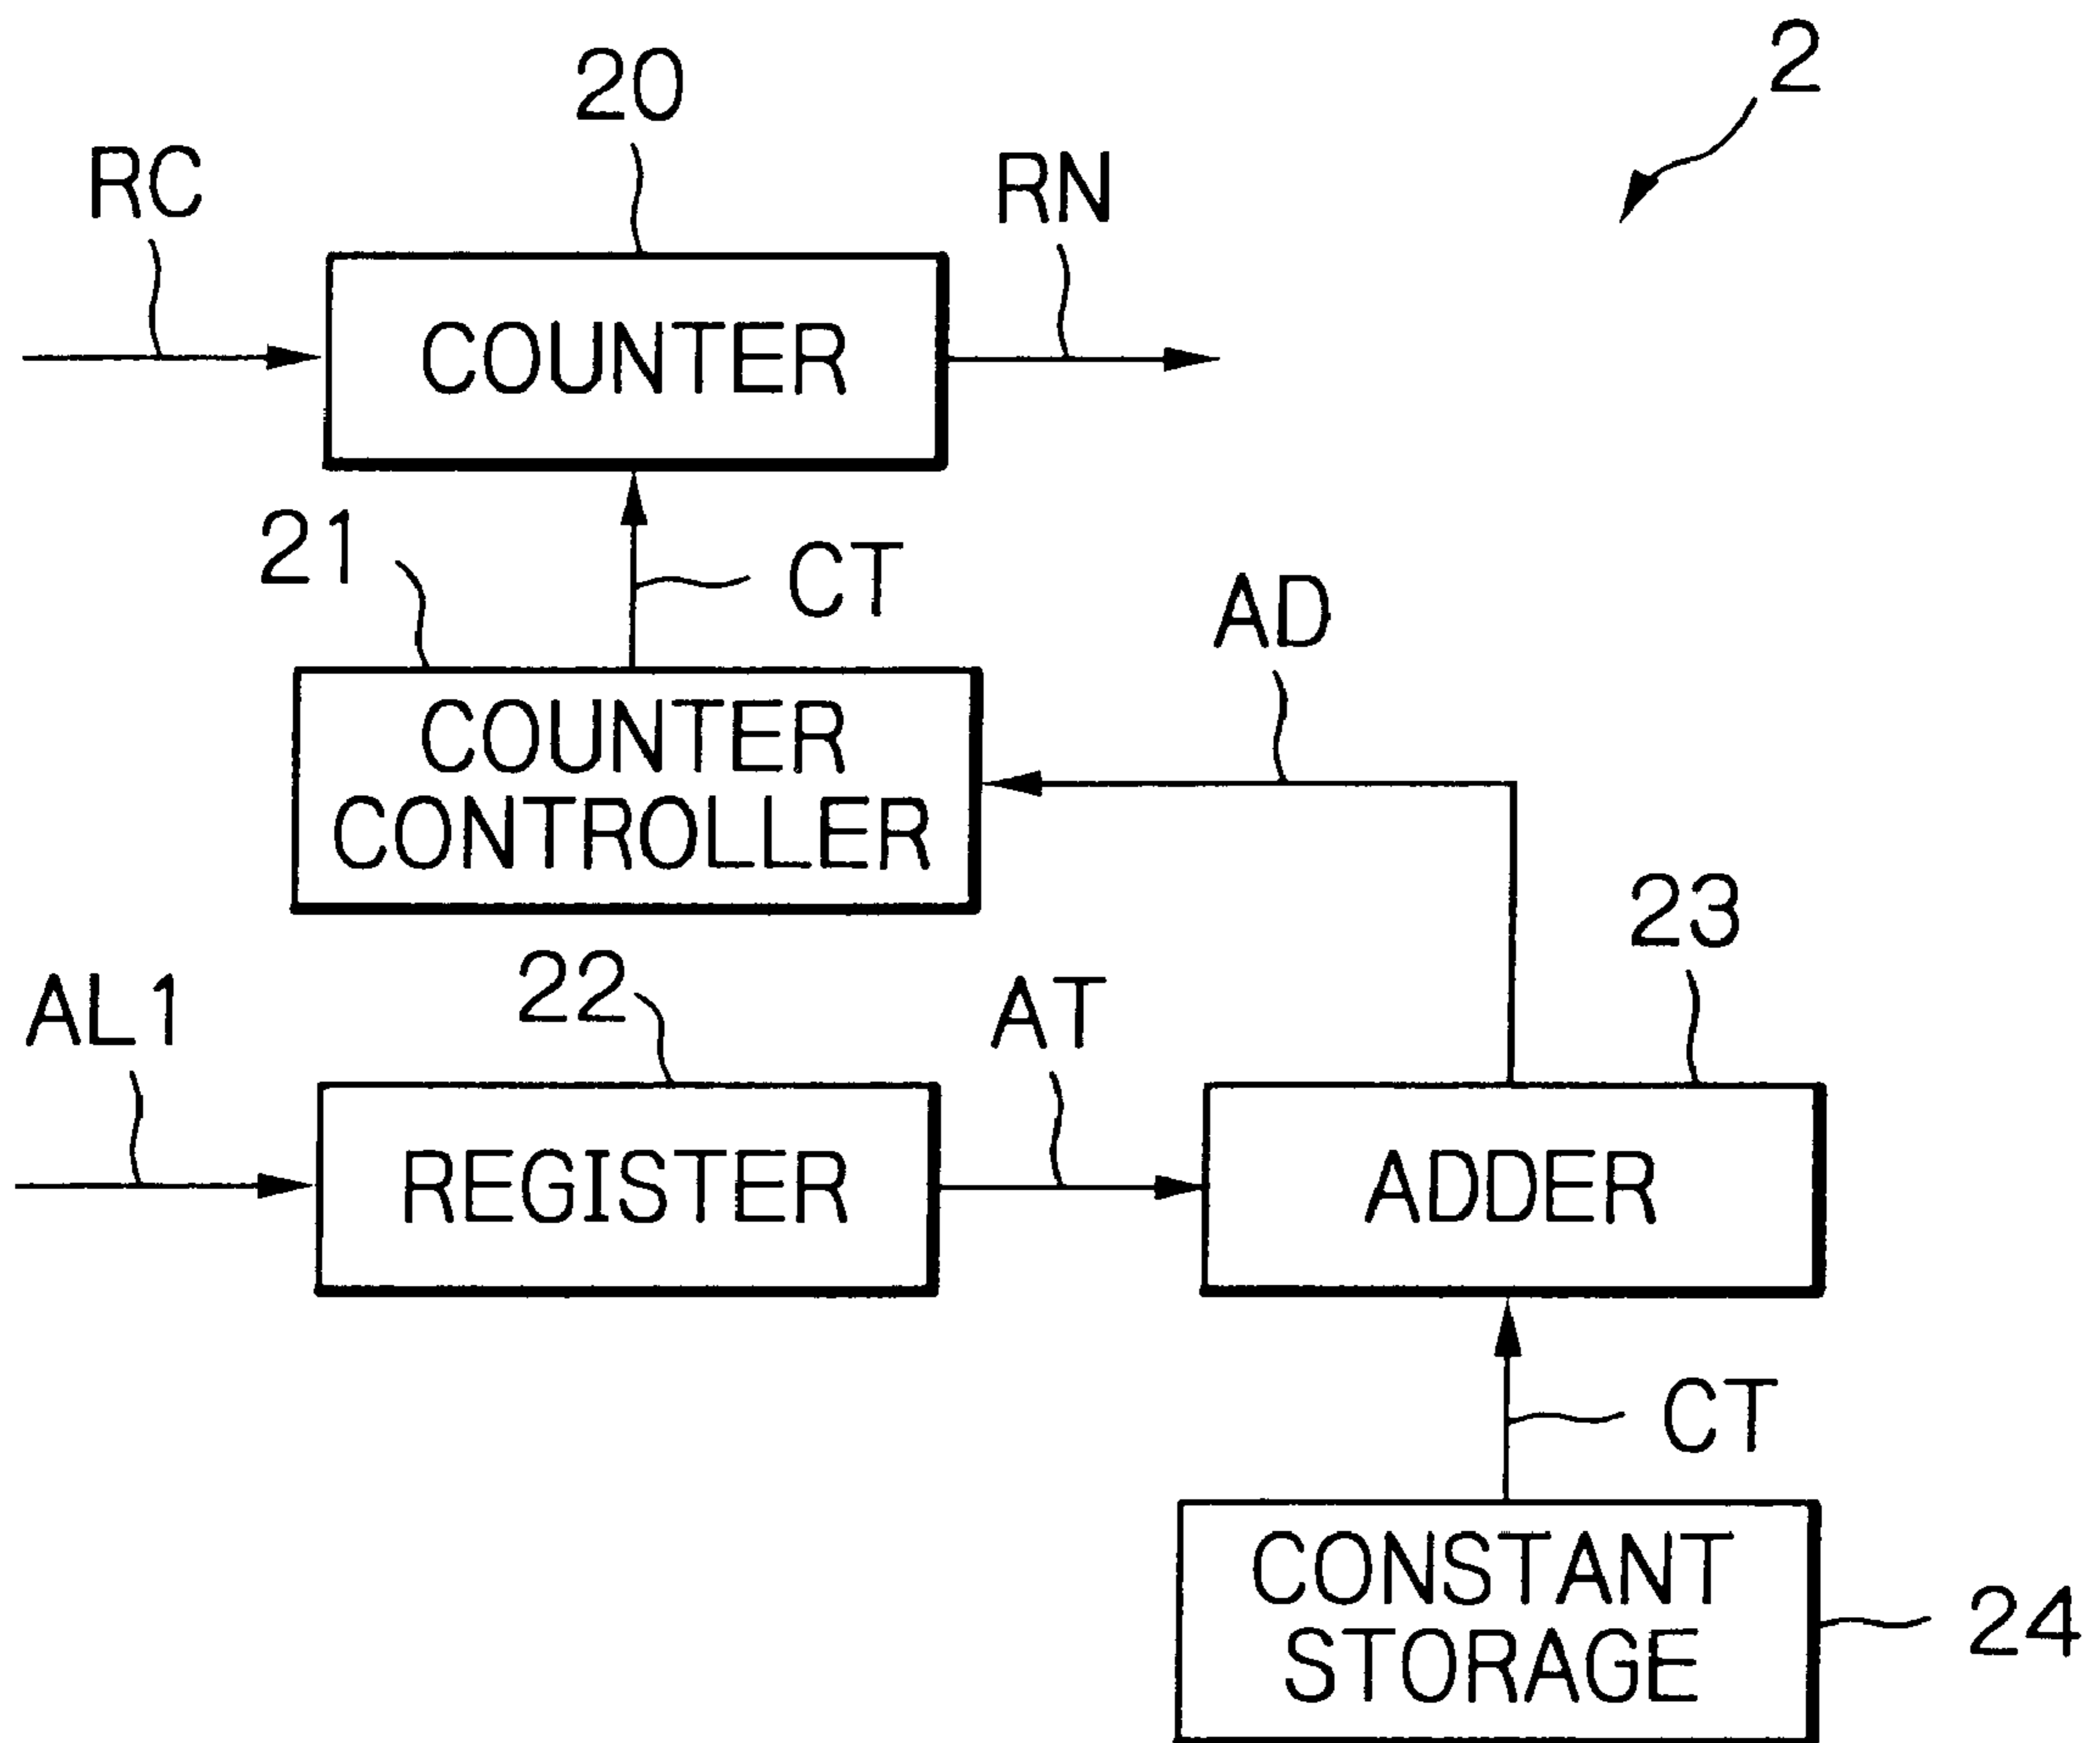 2
20
RC
RN
COUNTER
21
CT
AD
COUNTER
CONTROLLER
23
22
AL1
AT
REGISTER
ADDER
CT
CONSTANT
STORAGE
24